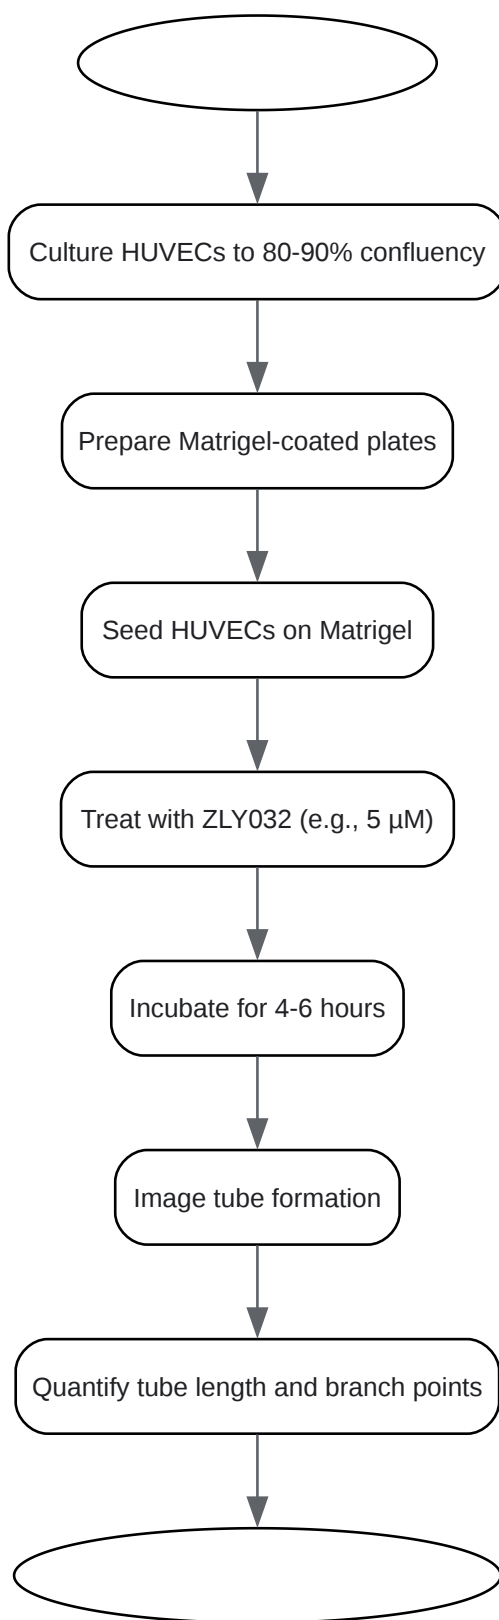 Culture HUVECs to 80-90% confluency
Prepare Matrigel-coated plates
Seed HUVECs on Matrigel
Treat with ZLY032 (e.g., 5 µM)
Incubate for 4-6 hours
Image tube formation
Quantify tube length and branch points